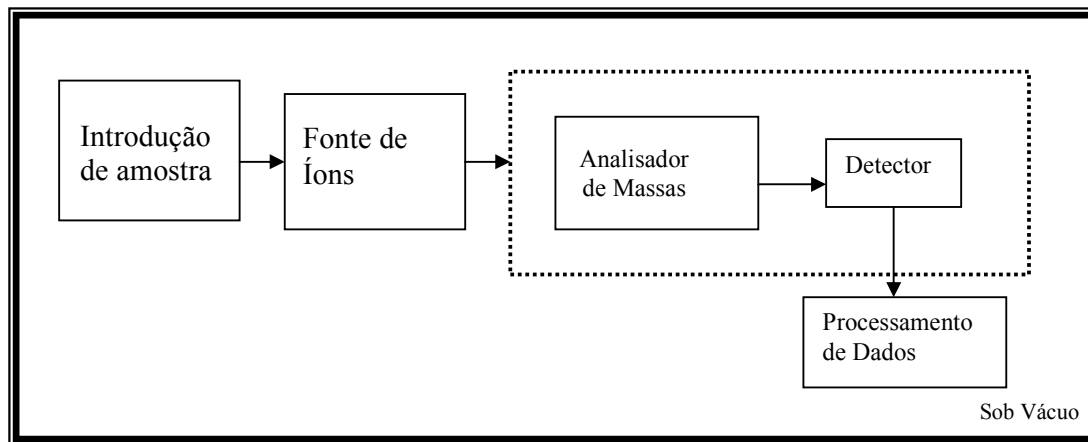 Introdução
de amostra
Fonte de
Íons
Analisador
de Massas
Detector
Processamento
de Dados
Sob Vácuo